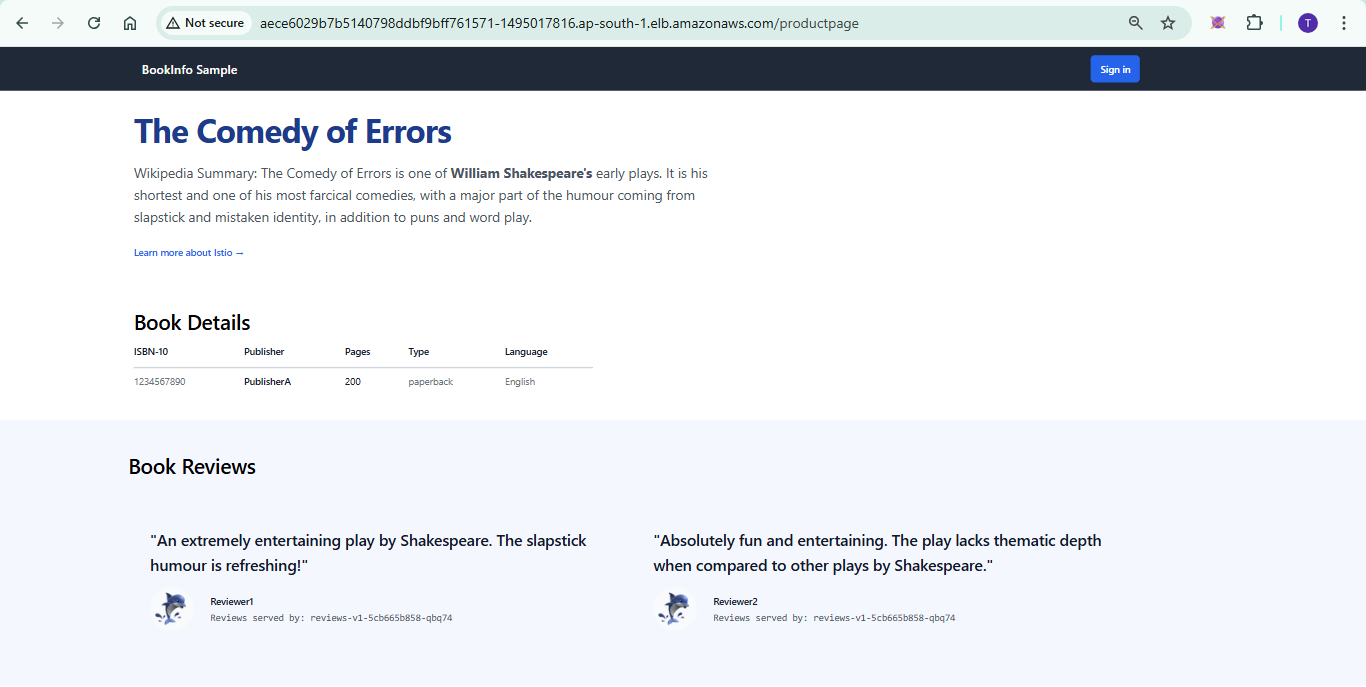 Not secure aece6029b7b5140798ddbf9bff761571-1495017816.ap-south-1.elb.amazonaws.com/productpage T
BookInfo Sample Sign in
The Comedy of Errors
Wikipedia Summary: The Comedy of Errors is one of William Shakespeare's early plays. It is his
shortest and one of his most farcical comedies, with a major part of the humour coming from
slapstick and mistaken identity, in addition to puns and word play.
Learn more about Istio →
Book Details
ISBN-10 Publisher Pages Type Language
1234567890 PublisherA 200 paperback English
Book Reviews
"An extremely entertaining play by Shakespeare. The slapstick
humour is refreshing!"
Reviewer1
Reviews served by: reviews-v1-5cb665b858-qbq74
"Absolutely fun and entertaining. The play lacks thematic depth
when compared to other plays by Shakespeare."
Reviewer2
Reviews served by: reviews-v1-5cb665b858-qbq74